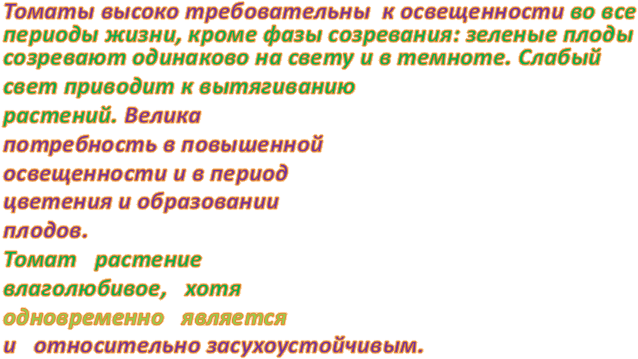 Томаты высоко требовательны к освещенности во все
периоды жизни, кроме фазы созревания: зеленые плоды
созревают одинаково на свету и в темноте. Слабый
свет приводит к вытягиванию
растений. Велика
потребность в повышенной
освещенности и в период
цветения и образовании
плодов.
Томат растение
влаголюбивое, хотя
одновременно является
и относительно засухоустойчивым.